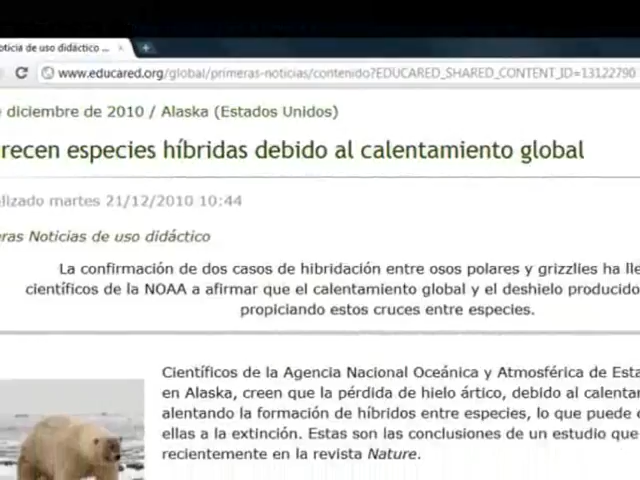 oticia de uso didáctico ...
www.educared.org/global/primeras-noticias/contenido?EDUCARED_SHARED_CONTENT_ID=13122790
diciembre de 2010 / Alaska (Estados Unidos)
recen especies híbridas debido al calentamiento global
lizado martes 21/12/2010 10:44
ras Noticias de uso didáctico
La confirmación de dos casos de hibridación entre osos polares y grizzlies ha lle
científicos de la NOAA a afirmar que el calentamiento global y el deshielo producido
propiciando estos cruces entre especies.
Científicos de la Agencia Nacional Oceánica y Atmosférica de Esta
en Alaska, creen que la pérdida de hielo ártico, debido al calenta
alentando la formación de híbridos entre especies, lo que puede
ellas a la extinción. Estas son las conclusiones de un estudio que
recientemente en la revista Nature.